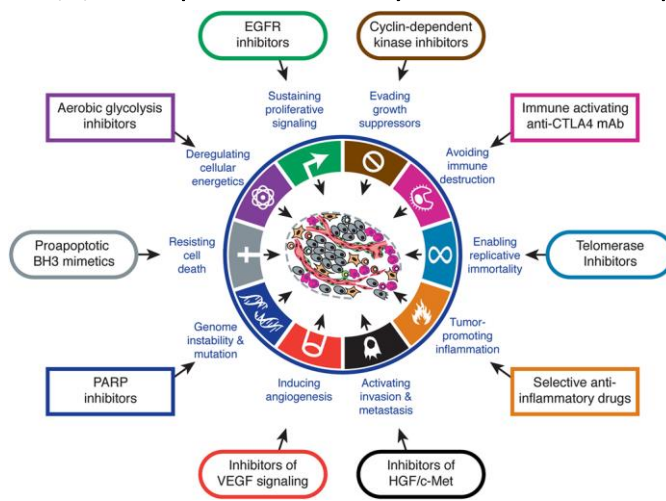 EGFR
inhibitors
Cyclin-dependent
kinase inhibitors
Sustaining
proliferative
signaling
Evading
growth
suppressors
Aerobic glycolysis
inhibitors
Immune activating
anti-CTLA4 mAb
Deregulating
cellular
energetics
Avoiding
immune
destruction
Proapoptotic
BH3 mimetics
Resisting
cell
death
Enabling
replicative
immortality
Telomerase
Inhibitors
Genome
instability &
mutation
Tumor-
promoting
inflammation
PARP
inhibitors
Inducing
angiogenesis
Activating
invasion &
metastasis
Selective anti-
inflammatory drugs
Inhibitors of
VEGF signaling
Inhibitors of
HGF/c-Met